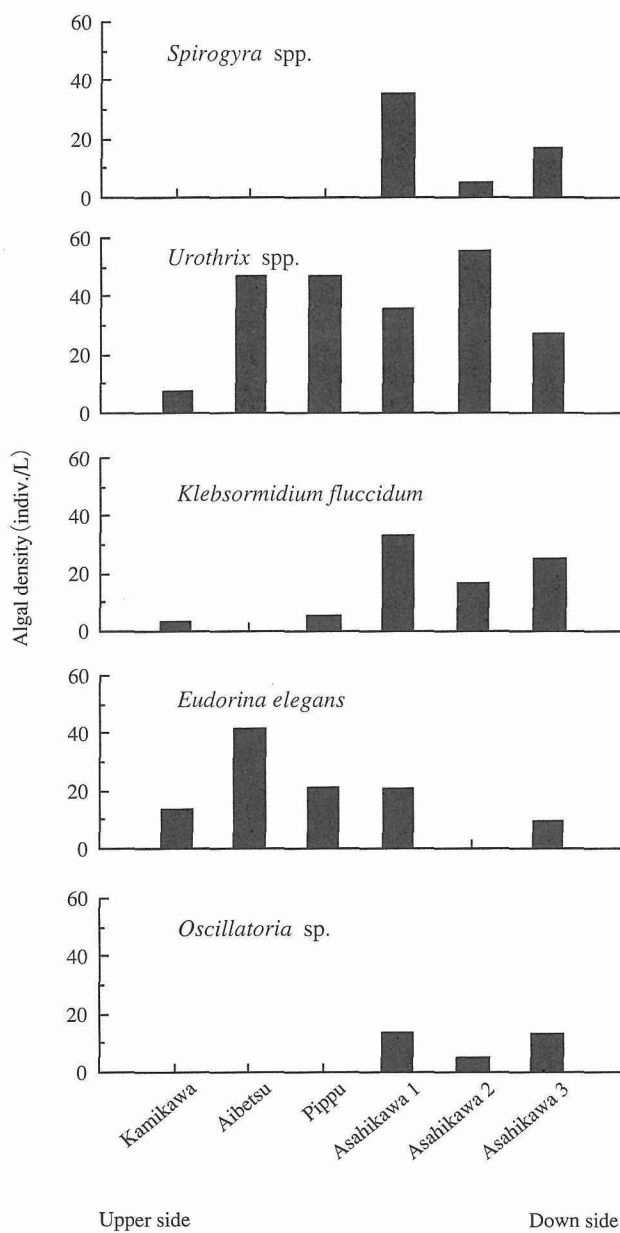 60
40
20
0
Spirogyra spp.
60
40
20
0
Urothrix spp.
60
40
20
0
Klebsormidium fluccidum
60
40
20
0
Eudorina elegans
60
40
20
0
Oscillatoria sp.
Algal density (indiv./L)
Kamikawa
Aibetsu
Pippu
Asahikawa 1
Asahikawa 2
Asahikawa 3
Upper side
Down side